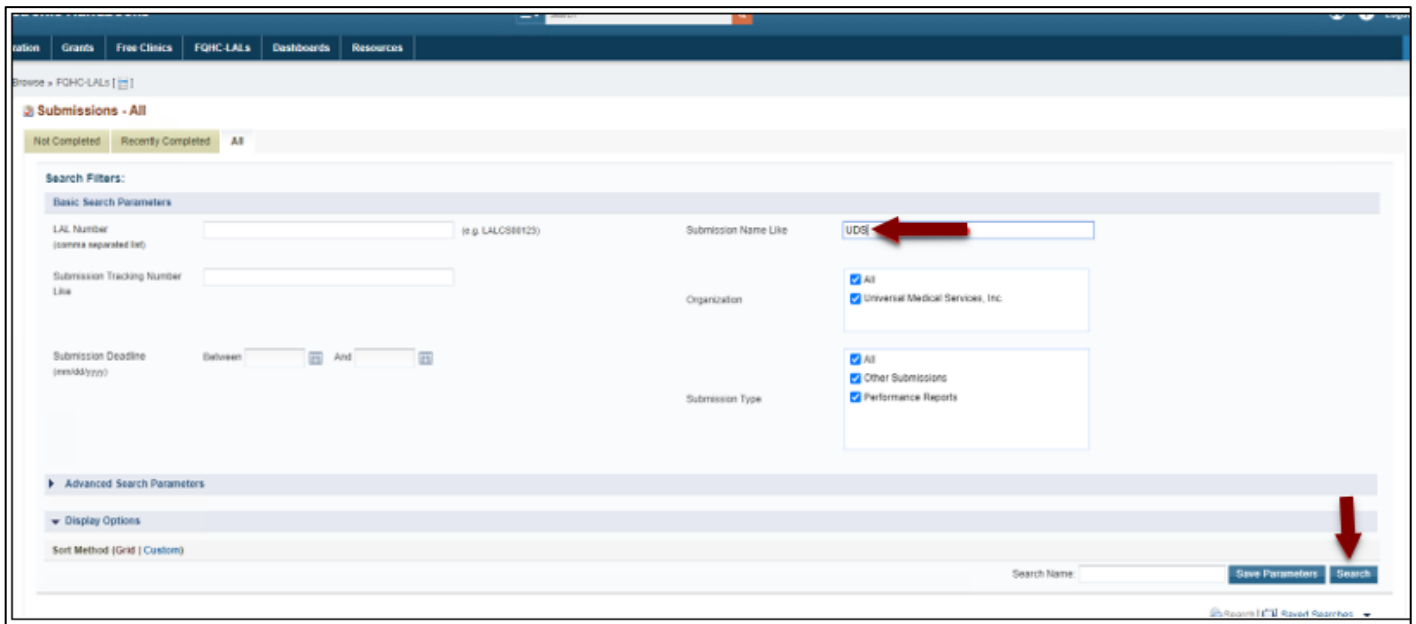 Search
Grants Free Clinics FQHC-LALs Dashboards Resources
Browse » FQHC-LALs [ ]
Submissions - All
Not Completed Recently Completed All
Search Filters:
Basic Search Parameters
LAL Number (e.g. LALCS00123) Submission Name Like UDS
(comma separated list)
Submission Tracking Number
Like
All
Organization Universal Medical Services, Inc.
Submission Deadline Between And
(mm/dd/yyyy)
All
Other Submissions
Submission Type Performance Reports
Advanced Search Parameters
Display Options
Sort Method (Grid | Custom)
Search Name: Save Parameters Search
Search Saved Searches